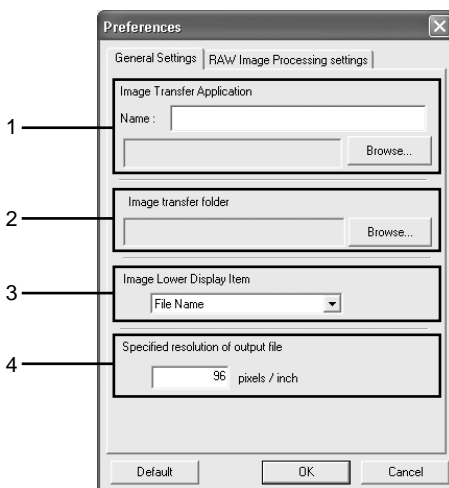 Preferences
General Settings RAW Image Processing settings
1
Image Transfer Application
Name :
Browse...
2
Image transfer folder
Browse...
3
Image Lower Display Item
File Name
4
Specified resolution of output file
96 pixels / inch
Default OK Cancel